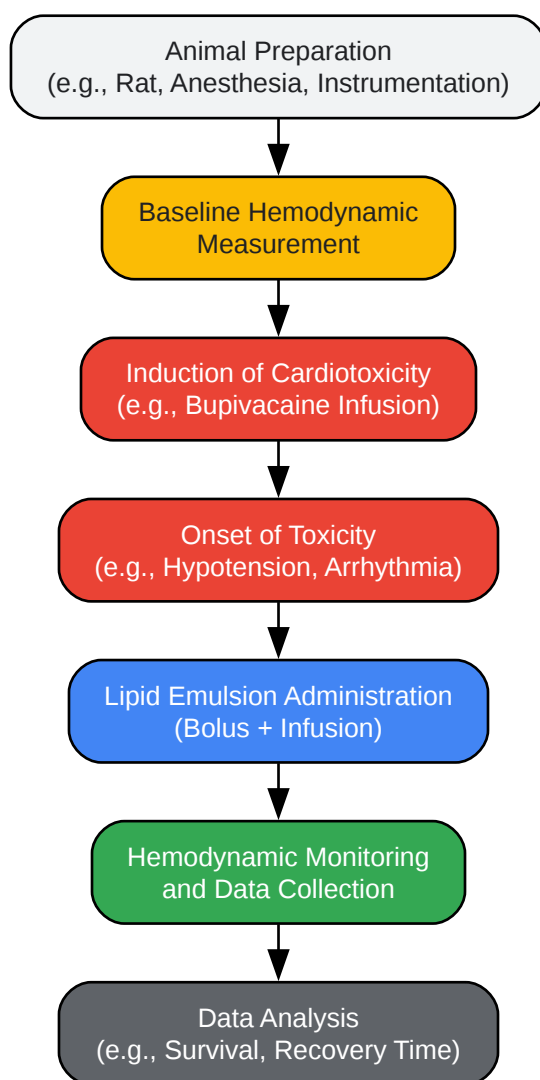 Animal Preparation
(e.g., Rat, Anesthesia, Instrumentation)
Baseline Hemodynamic
Measurement
Induction of Cardiotoxicity
(e.g., Bupivacaine Infusion)
Onset of Toxicity
(e.g., Hypotension, Arrhythmia)
Lipid Emulsion Administration
(Bolus + Infusion)
Hemodynamic Monitoring
and Data Collection
Data Analysis
(e.g., Survival, Recovery Time)